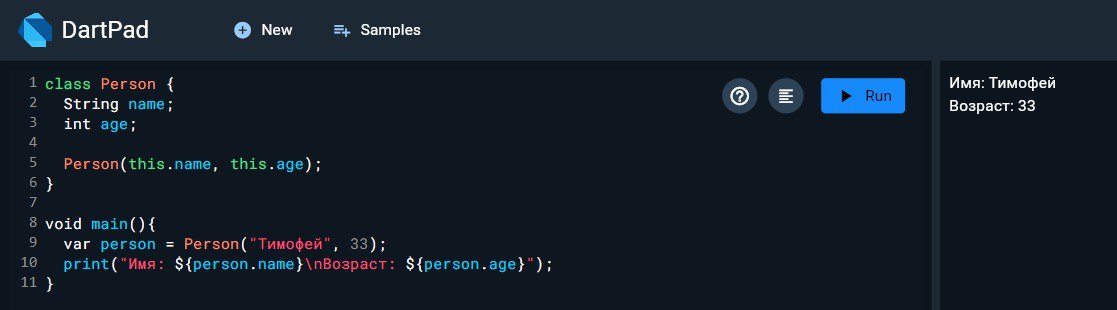 DartPad
New
Samples
1 class Person {
2   String name;
3   int age;
4
5   Person(this.name, this.age);
6 }
7
8 void main(){
9   var person = Person("Тимофей", 33);
10   print("Имя: ${person.name}\nВозраст: ${person.age}");
11 }
Run
Имя: Тимофей
Возраст: 33